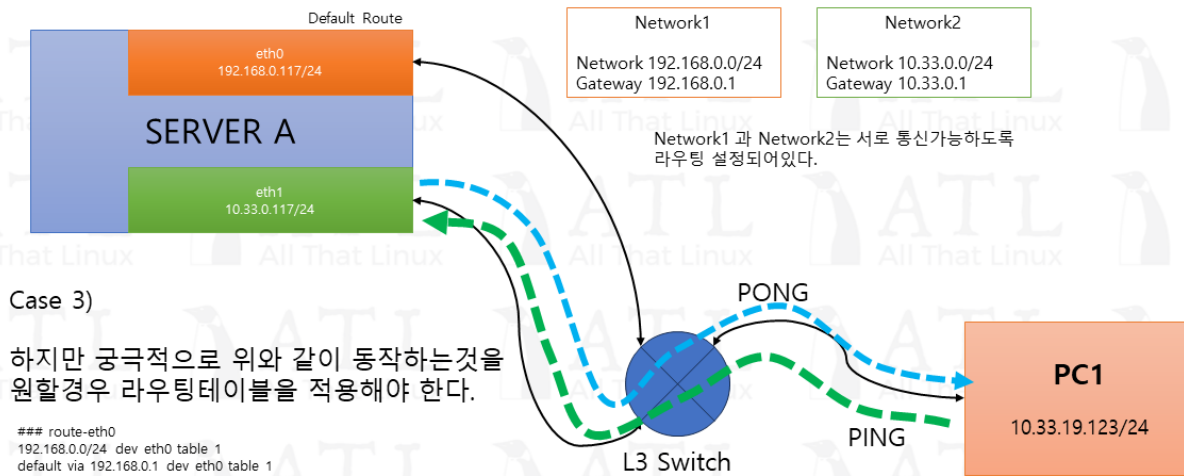 Default Route
eth0
192.168.0.117/24
SERVER A
eth1
10.33.0.117/24
Network1
Network 192.168.0.0/24
Gateway 192.168.0.1
Network2
Network 10.33.0.0/24
Gateway 10.33.0.1
Network1 과 Network2는 서로 통신가능하도록
라우팅 설정되어있다.
Case 3)
하지만 궁극적으로 위와 같이 동작하는것을
원할경우 라우팅테이블을 적용해야 한다.
### route-eth0
192.168.0.0/24 dev eth0 table 1
default via 192.168.0.1 dev eth0 table 1
PONG
PING
L3 Switch
PC1
10.33.19.123/24
ATL
All That Linux